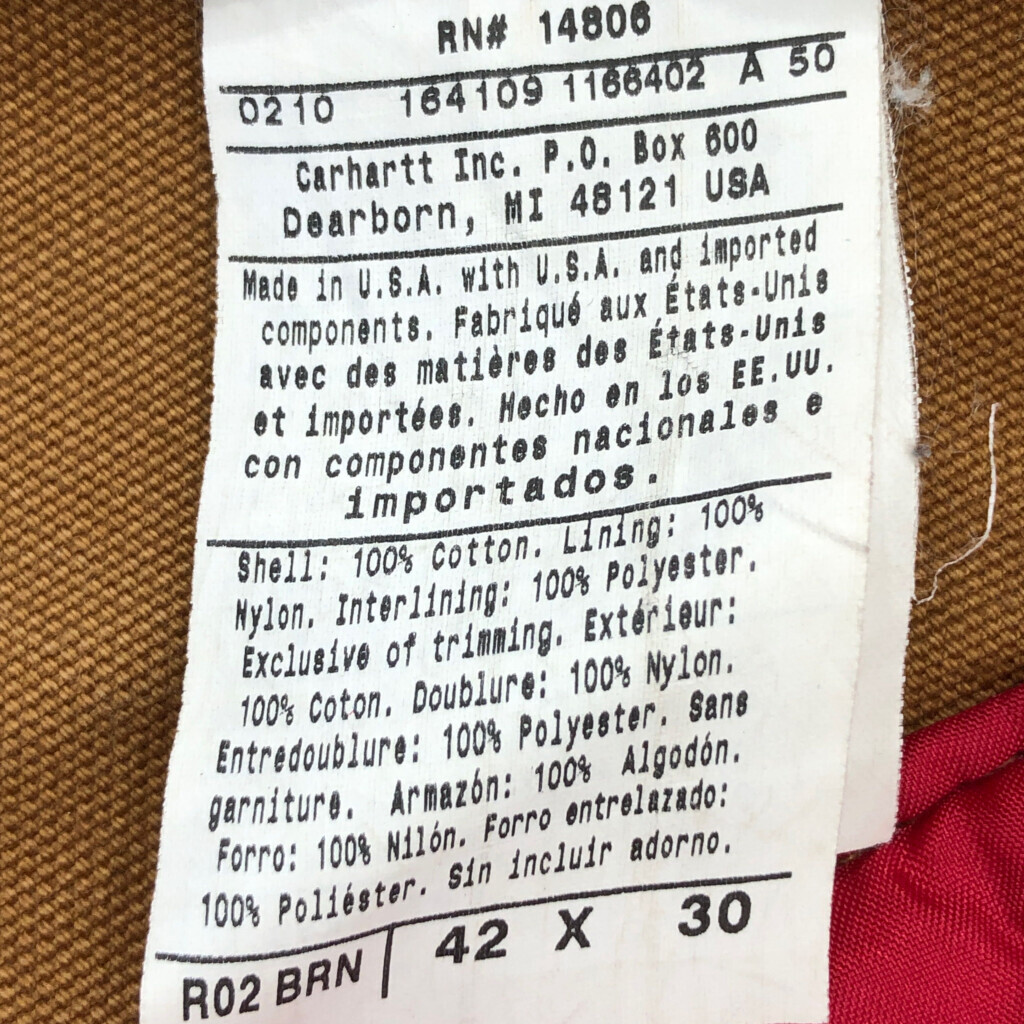 RN# 14806
0210 164109 1166402 A 50
Carhartt Inc. P.O. Box 600
Dearborn, MI 48121 USA
Made in U.S.A. with U.S.A. and imported
components. Fabriqué aux États-Unis
avec des matières des États-Unis
et importées. Hecho en los EE.UU.
con componentes nacionales e
importados.
Shell: 100% Cotton. Lining: 100%
Nylon. Interlining: 100% Polyester.
Exclusive of trimming. Extérieur:
100% Coton. Doublure: 100% Nylon.
Entredoublure: 100% Polyester. Sans
garniture. Armazón: 100% Algodón.
Forro: 100% Nilón. Forro entrelazado:
100% Poliéster. Sin incluir adorno.
R02 BRN 42 X 30